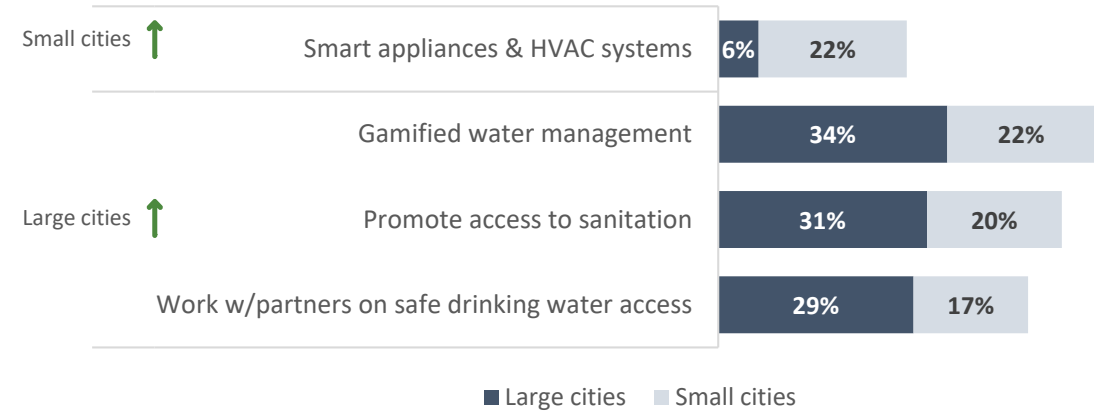 Small cities
Smart appliances & HVAC systems
6%
22%
Gamified water management
34%
22%
Large cities
Promote access to sanitation
31%
20%
Work w/partners on safe drinking water access
29%
17%
Large cities
Small cities